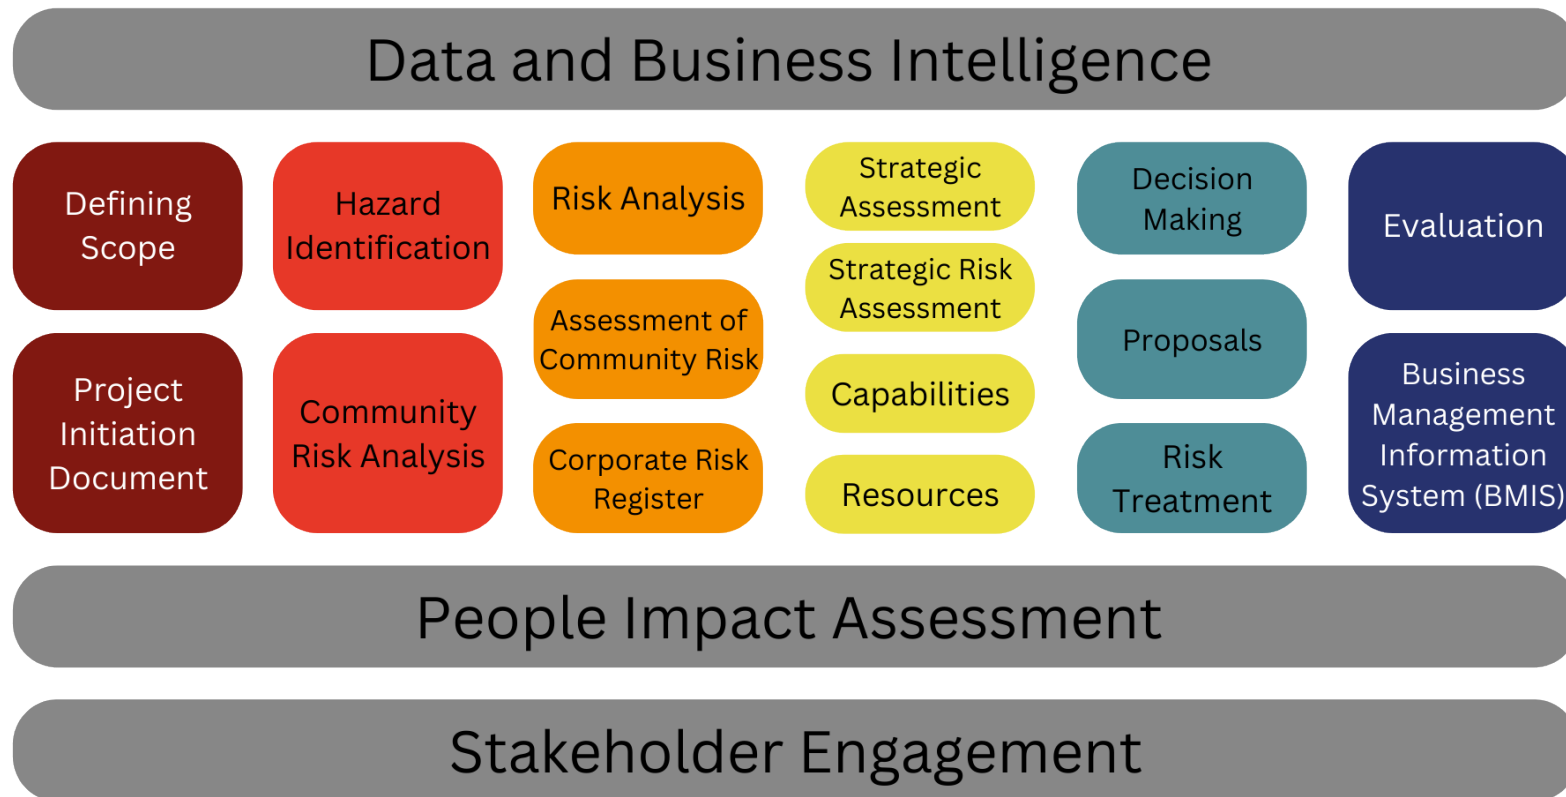 Data and Business Intelligence
Defining
Scope
Project
Initiation
Document
Hazard
Identification
Community
Risk Analysis
Risk Analysis
Assessment of
Community Risk
Corporate Risk
Register
Strategic
Assessment
Strategic Risk
Assessment
Capabilities
Resources
Decision
Making
Proposals
Risk
Treatment
Evaluation
Business
Management
Information
System (BMIS)
People Impact Assessment
Stakeholder Engagement